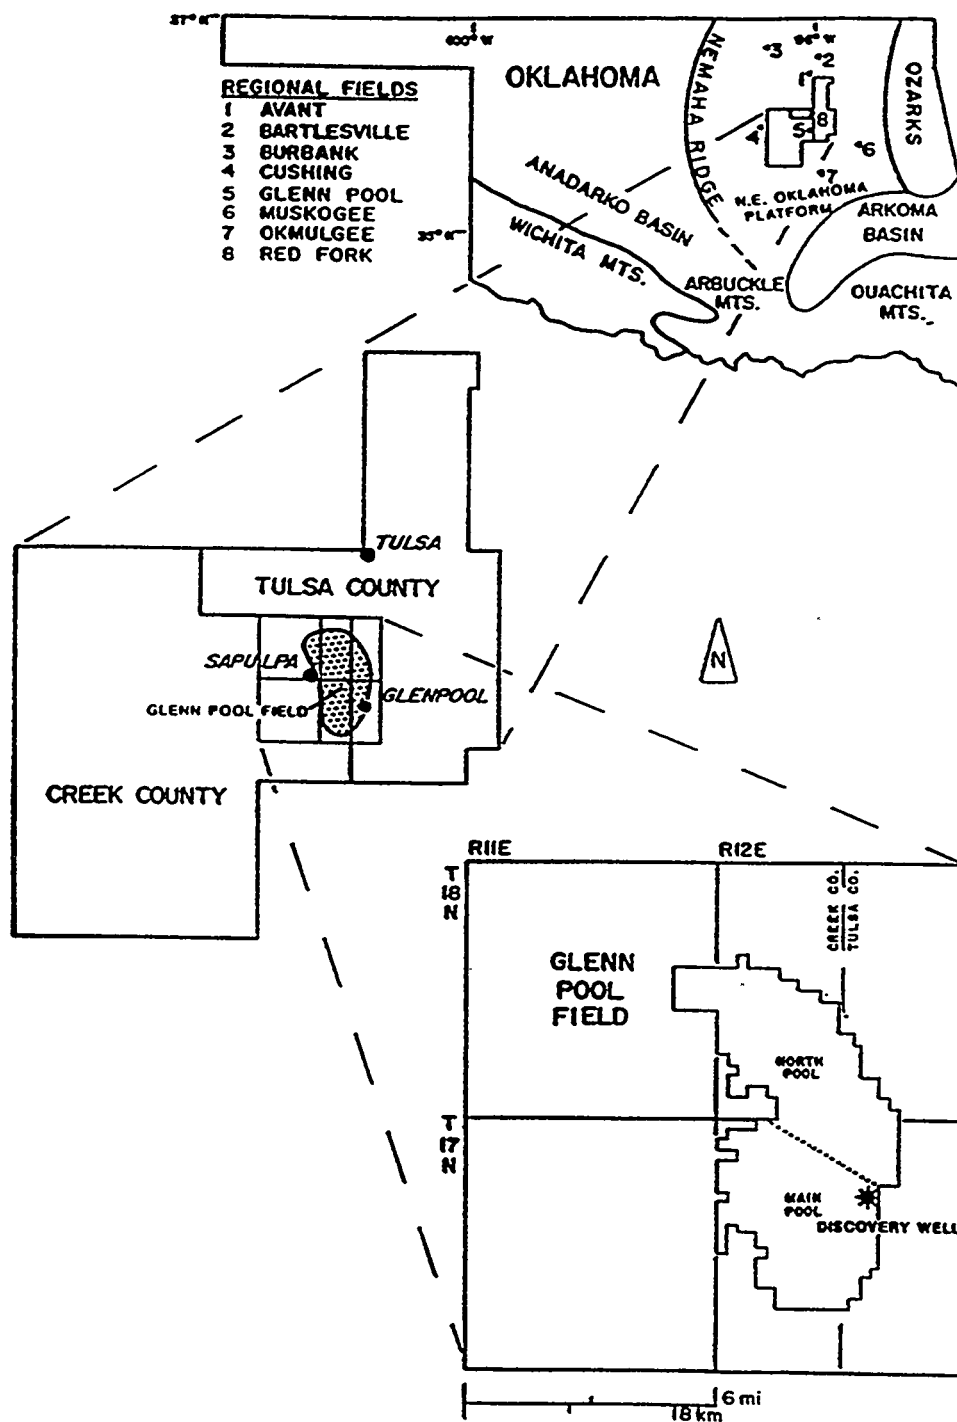 37° N
100° W
96° W
OKLAHOMA
NEMAHA RIDGE
OZARKS
REGIONAL FIELDS
1 AVANT
2 BARTLESVILLE
3 BURBANK
4 CUSHING
5 GLENN POOL
6 MUSKOGEE
7 OKMULGEE
8 RED FORK
3
2
1
8
5
4
6
7
N.E. OKLAHOMA
PLATFORM
ANADARKO BASIN
WICHITA MTS.
35° N
ARKOMA
BASIN
ARBUCKLE
MTS.
OUACHITA
MTS.
TULSA
TULSA COUNTY
SAPULPA
GLENPOOL
GLENN POOL FIELD
CREEK COUNTY
N
R11E
R12E
T
18
N
CREEK CO.
TULSA CO.
GLENN
POOL
FIELD
NORTH
POOL
T
17
N
MAIN
POOL
DISCOVERY WELL
6 mi
18 km